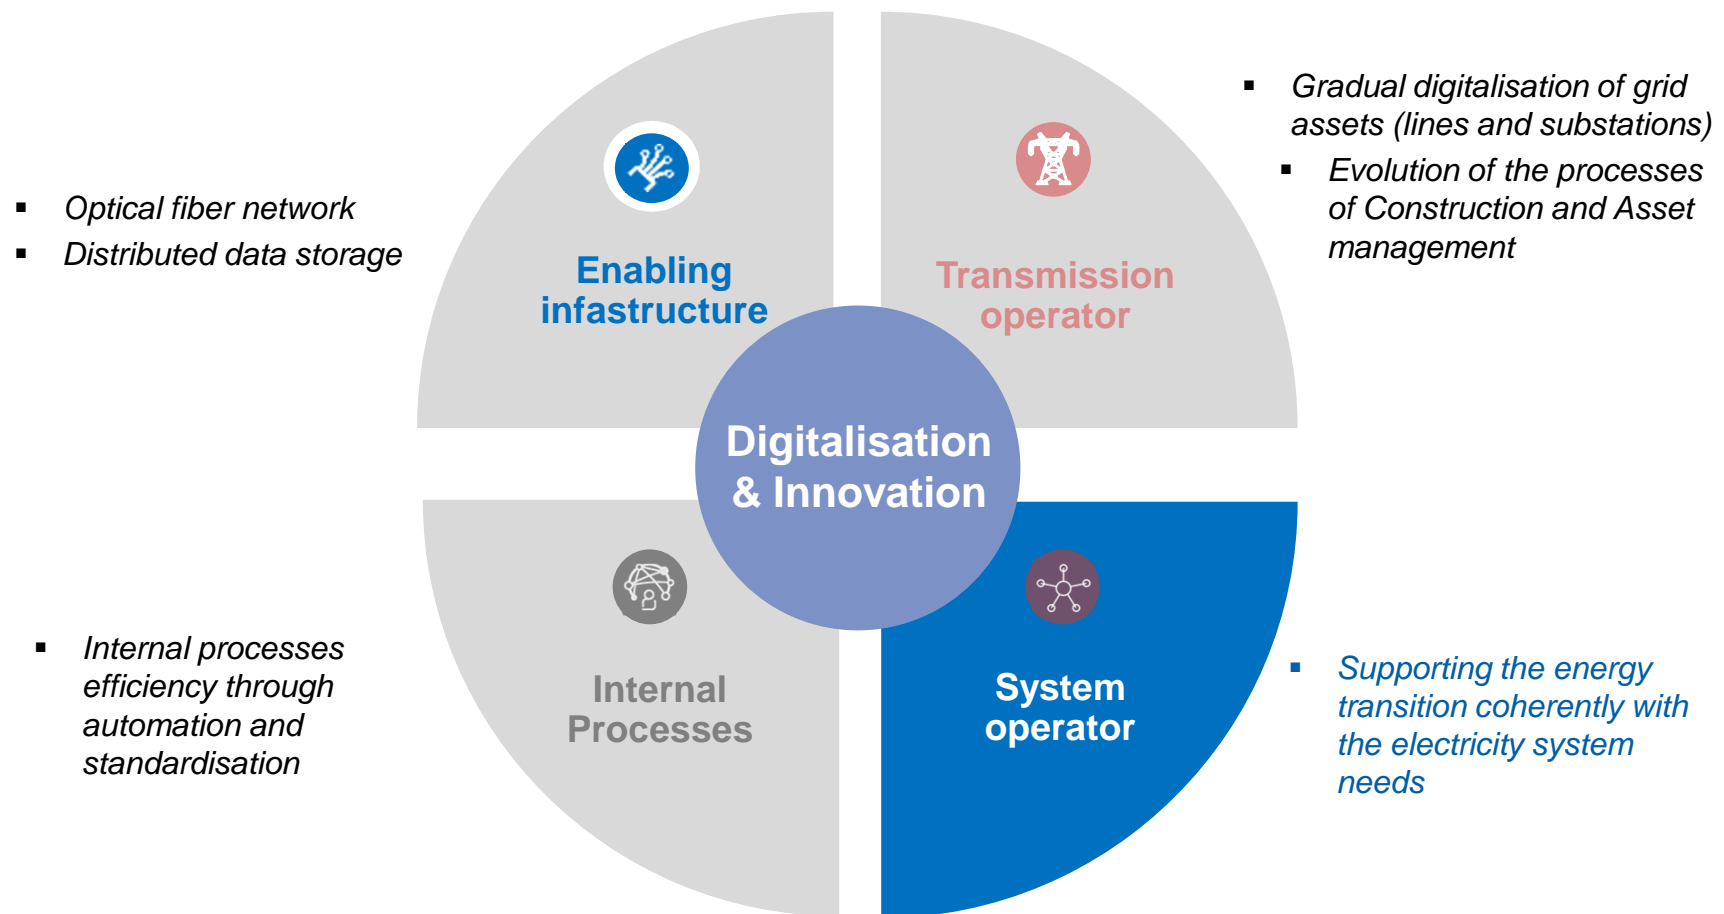 ▪ Optical fiber network
▪ Distributed data storage
Enabling
infastructure
Transmission
operator
▪ Gradual digitalisation of grid
assets (lines and substations)
▪ Evolution of the processes
of Construction and Asset
management
Digitalisation
& Innovation
▪ Internal processes
efficiency through
automation and
standardisation
Internal
Processes
System
operator
▪ Supporting the energy
transition coherently with
the electricity system
needs